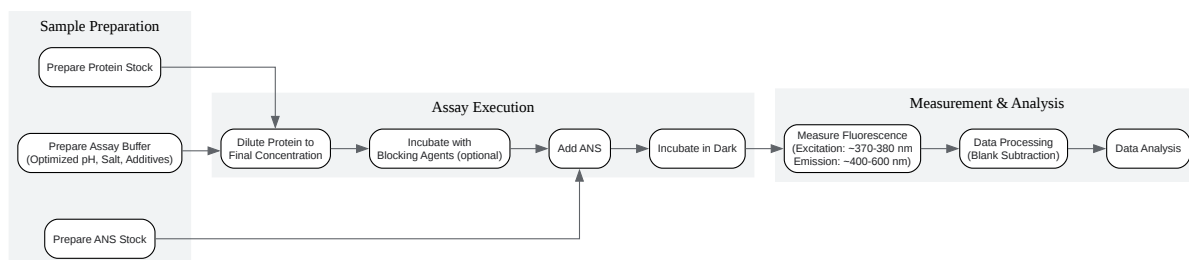 Sample Preparation
Prepare Protein Stock
Prepare Assay Buffer
(Optimized pH, Salt, Additives)
Prepare ANS Stock
Assay Execution
Dilute Protein to
Final Concentration
Incubate with
Blocking Agents (optional)
Add ANS
Incubate in Dark
Measurement & Analysis
Measure Fluorescence
(Excitation: ~370-380 nm
Emission: ~400-600 nm)
Data Processing
(Blank Subtraction)
Data Analysis